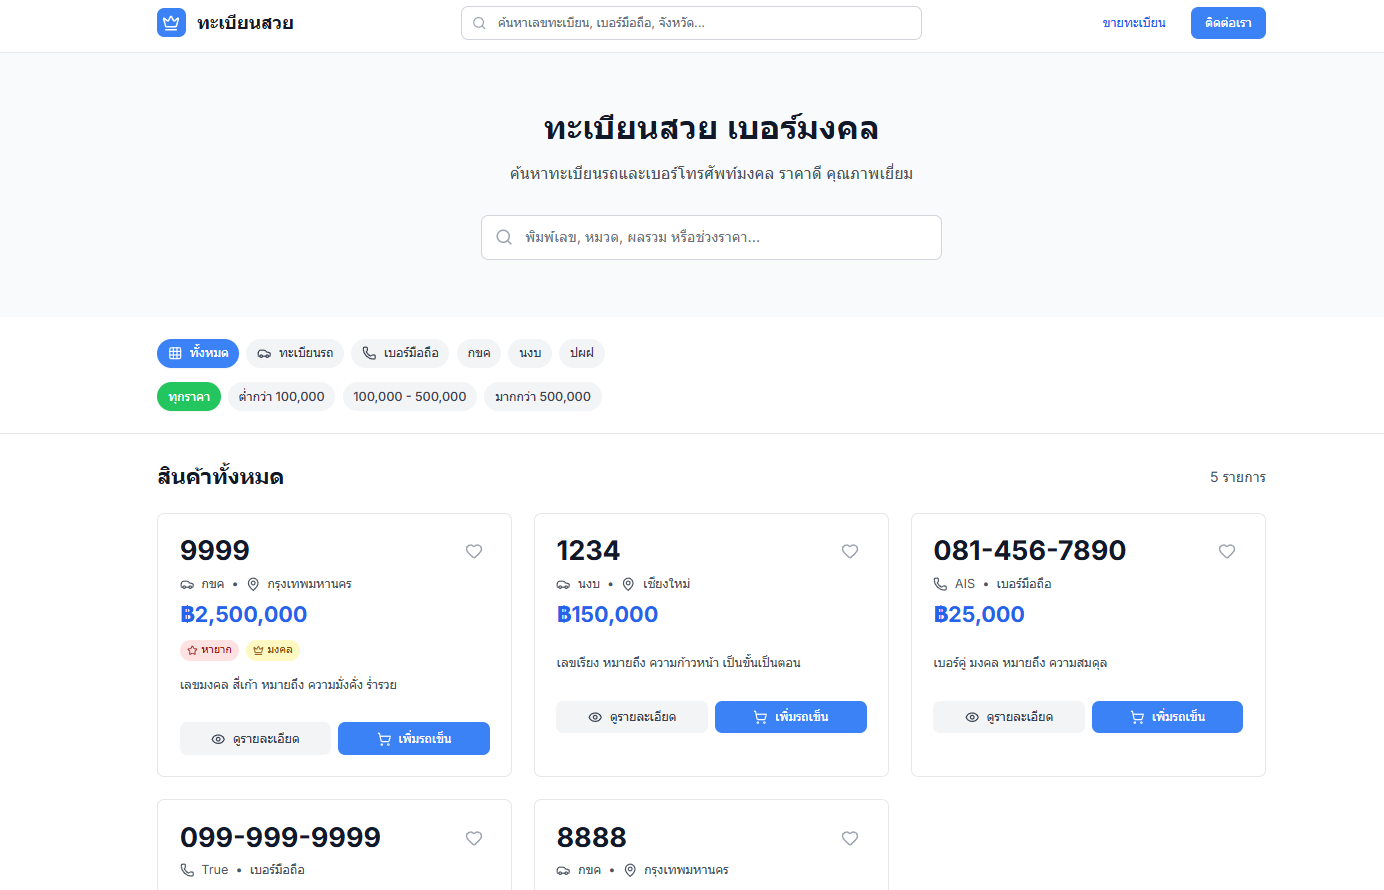 ทะเบียนสวย
ค้นหาเลขทะเบียน, เบอร์มือถือ, จังหวัด...
ขายทะเบียน
ติดต่อเรา
ทะเบียนสวย เบอร์มงคล
ค้นหาทะเบียนรถและเบอร์โทรศัพท์มงคล ราคาดี คุณภาพเยี่ยม
พิมพ์เลข, หมวด, ผลรวม หรือช่วงราคา...
ทั้งหมด ทะเบียนรถ เบอร์มือถือ กขค นงบ ปผฝ
ทุกราคา ต่ำกว่า 100,000 100,000 - 500,000 มากกว่า 500,000
สินค้าทั้งหมด
5 รายการ
9999
กขค • กรุงเทพมหานคร
฿2,500,000
หายาก มงคล
เลขมงคล สี่เก้า หมายถึง ความมั่งคั่ง ร่ำรวย
ดูรายละเอียด เพิ่มรถเข็น
1234
นงบ • เชียงใหม่
฿150,000
เลขเรียง หมายถึง ความก้าวหน้า เป็นขั้นเป็นตอน
ดูรายละเอียด เพิ่มรถเข็น
081-456-7890
AIS • เบอร์มือถือ
฿25,000
เบอร์คู่ มงคล หมายถึง ความสมดุล
ดูรายละเอียด เพิ่มรถเข็น
099-999-9999
True • เบอร์มือถือ
8888
กขค • กรุงเทพมหานคร